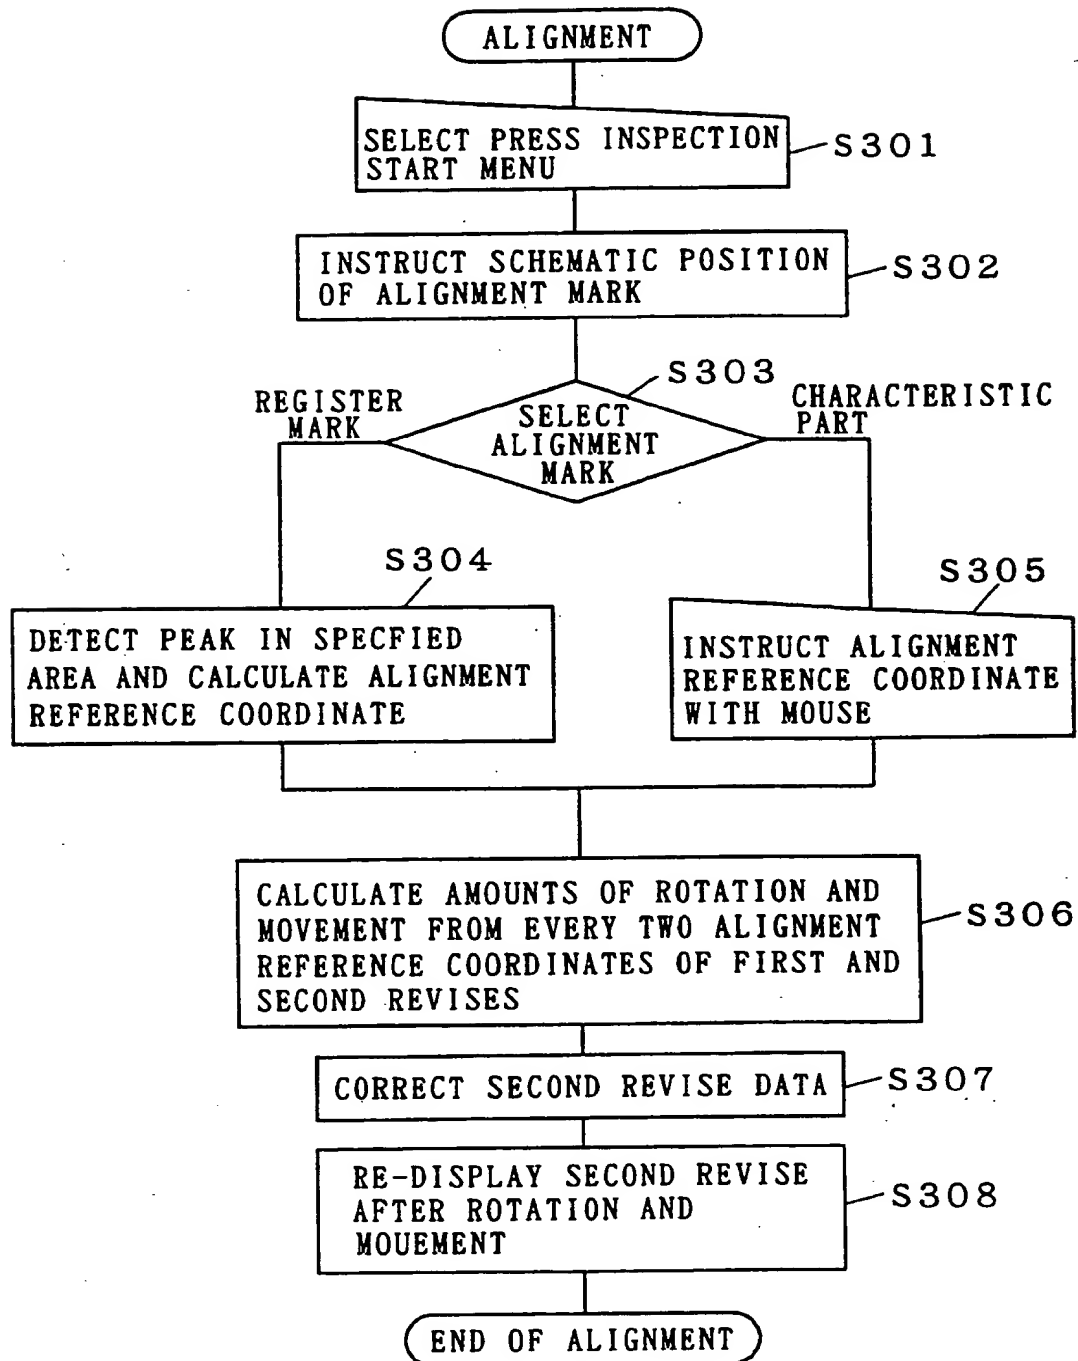 ALIGNMENT
SELECT PRESS INSPECTION
START MENU
S301
INSTRUCT SCHEMATIC POSITION
OF ALIGNMENT MARK
S302
S303
REGISTER
MARK
SELECT
ALIGNMENT
MARK
CHARACTERISTIC
PART
S304
DETECT PEAK IN SPECFIED
AREA AND CALCULATE ALIGNMENT
REFERENCE COORDINATE
S305
INSTRUCT ALIGNMENT
REFERENCE COORDINATE
WITH MOUSE
CALCULATE AMOUNTS OF ROTATION AND
MOVEMENT FROM EVERY TWO ALIGNMENT
REFERENCE COORDINATES OF FIRST AND
SECOND REVISES
S306
CORRECT SECOND REVISE DATA
S307
RE-DISPLAY SECOND REVISE
AFTER ROTATION AND
MOUEMENT
S308
END OF ALIGNMENT